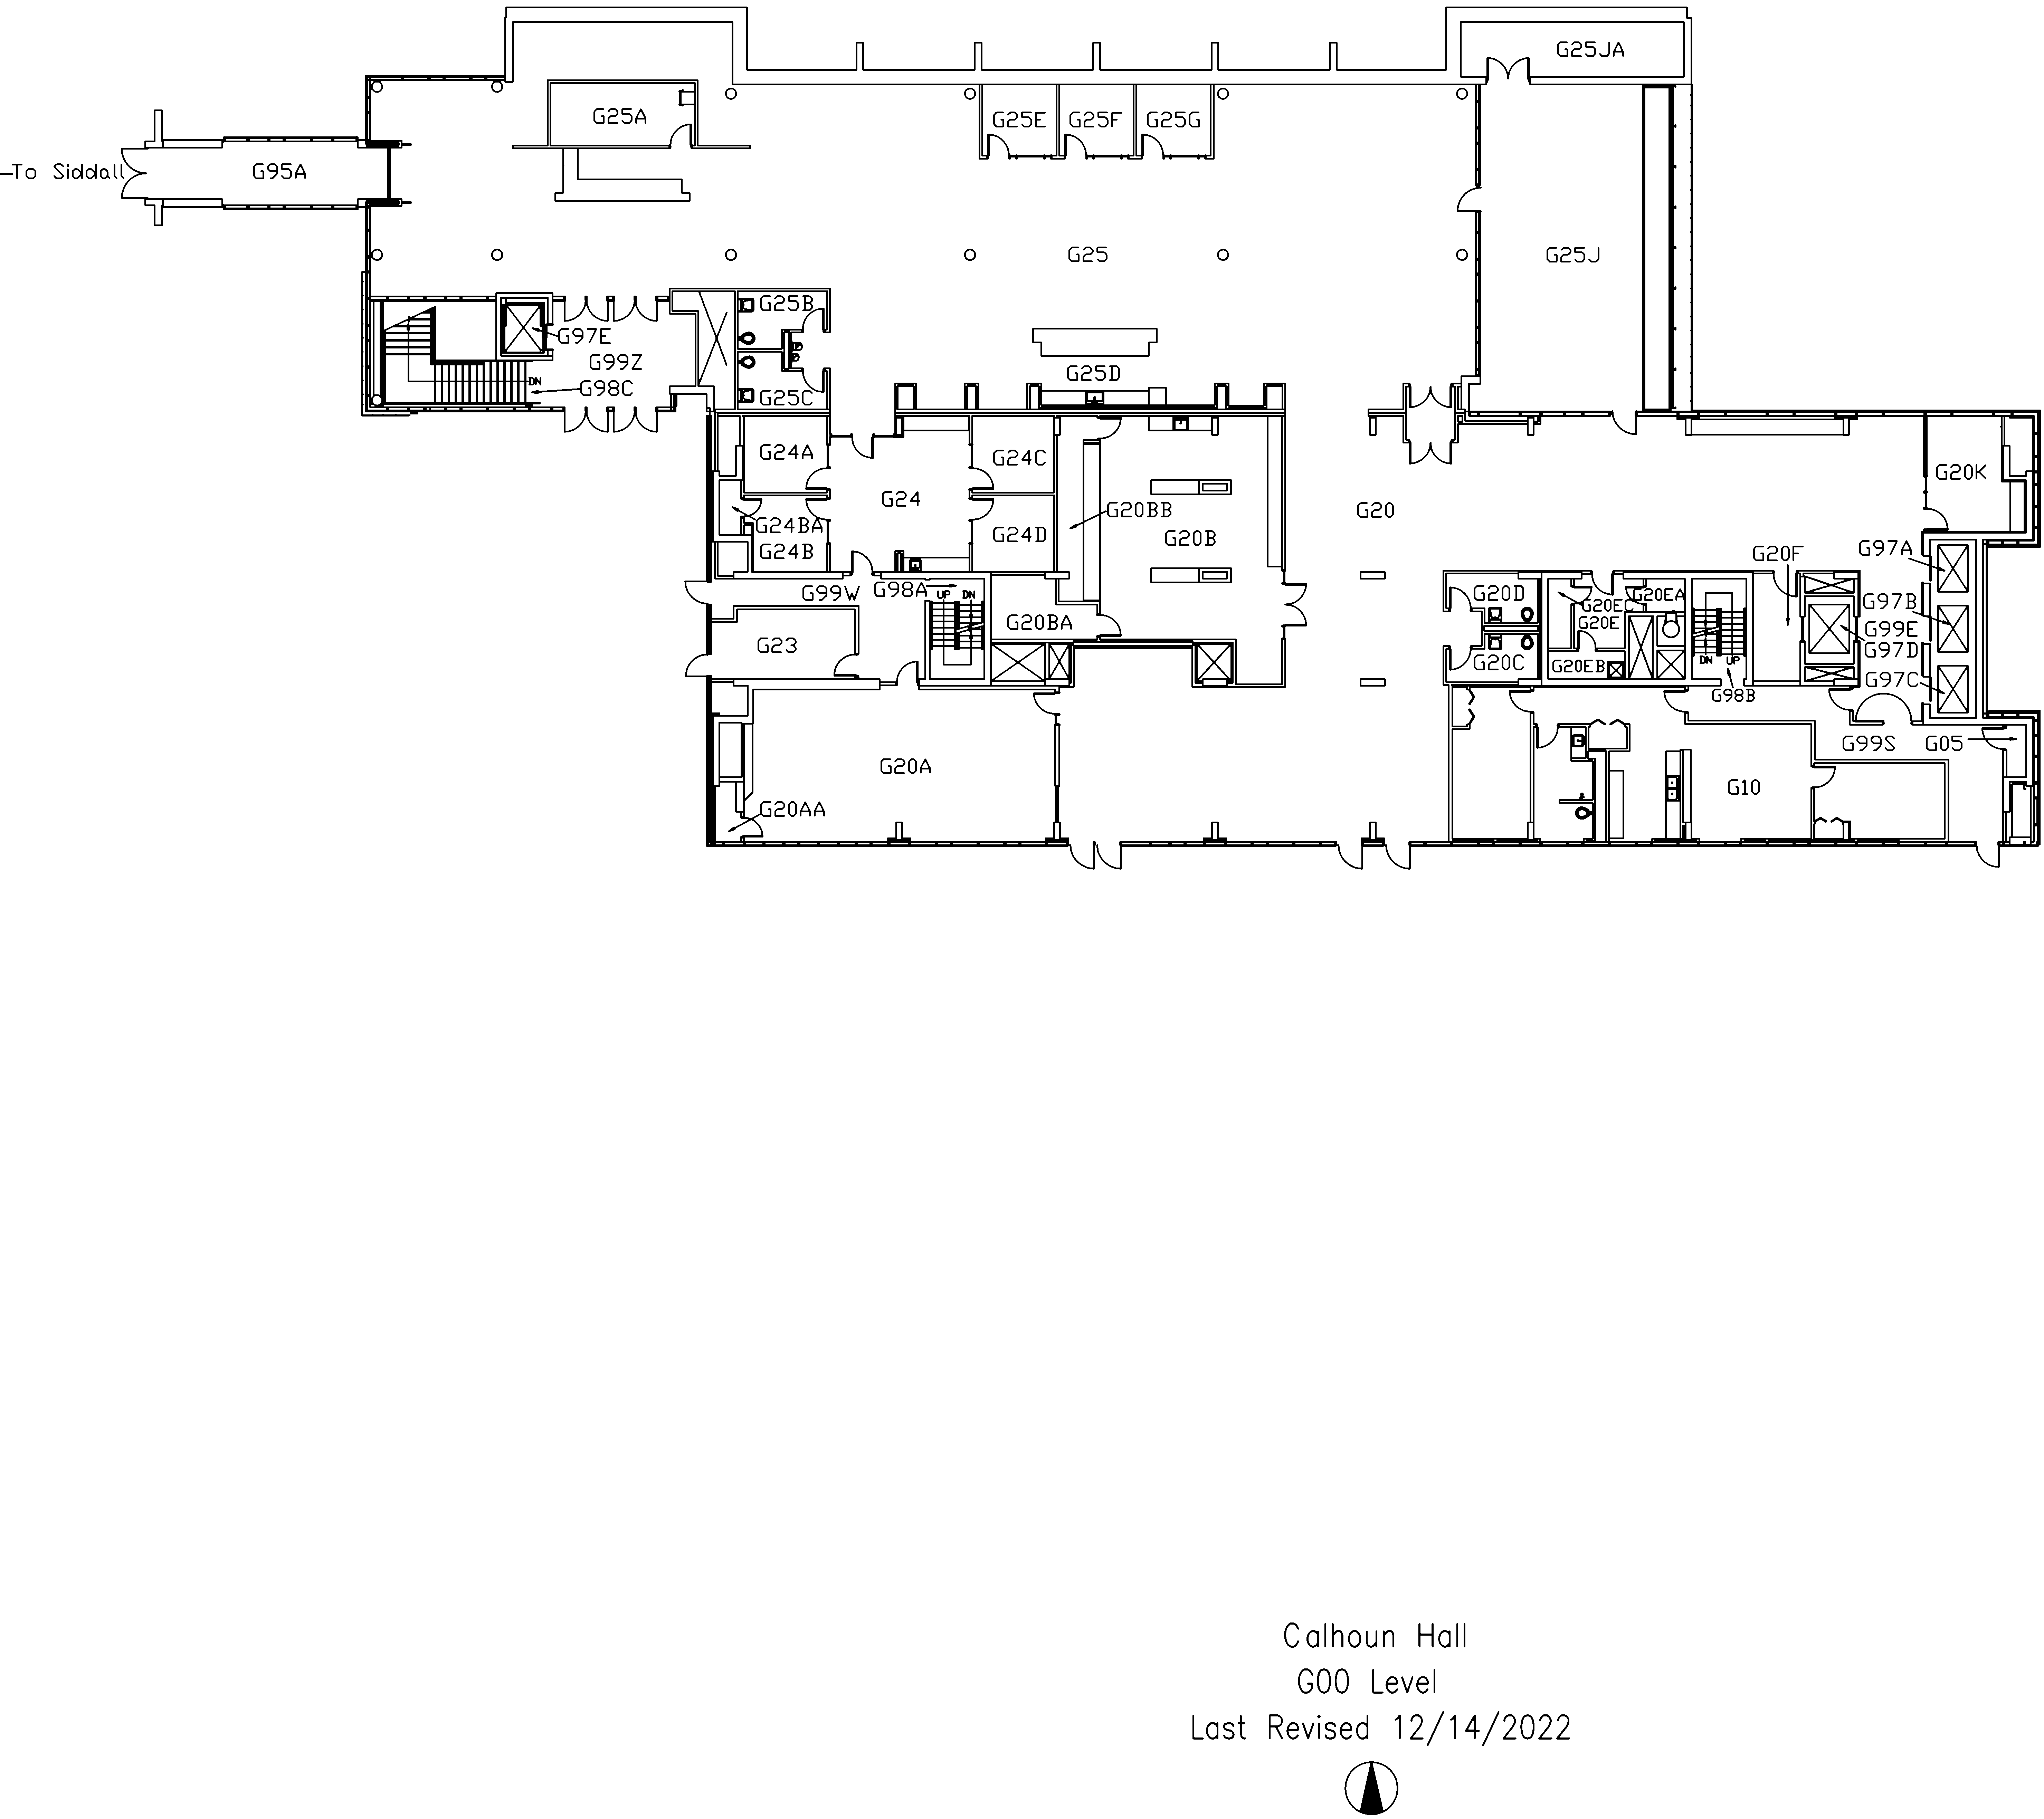 G25JA
G25A
G25E
G25F
G25G
To Siddall
G95A
G25
G25J
G25B
G97E
G99Z
G25D
G98C
DN
G25C
G24A
G24C
G20K
G24
G20BB
G20
G24BA
G24D
G20B
G24B
G20F
G97A
G99W
G98A
UP
DN
G20D
G20EC
G20EA
G97B
G20BA
G20E
G99E
G23
G97D
G20C
G20EB
DN
UP
G97C
G98B
G99S
G05
G20A
G10
G20AA
Calhoun Hall
G00 Level
Last Revised 12/14/2022